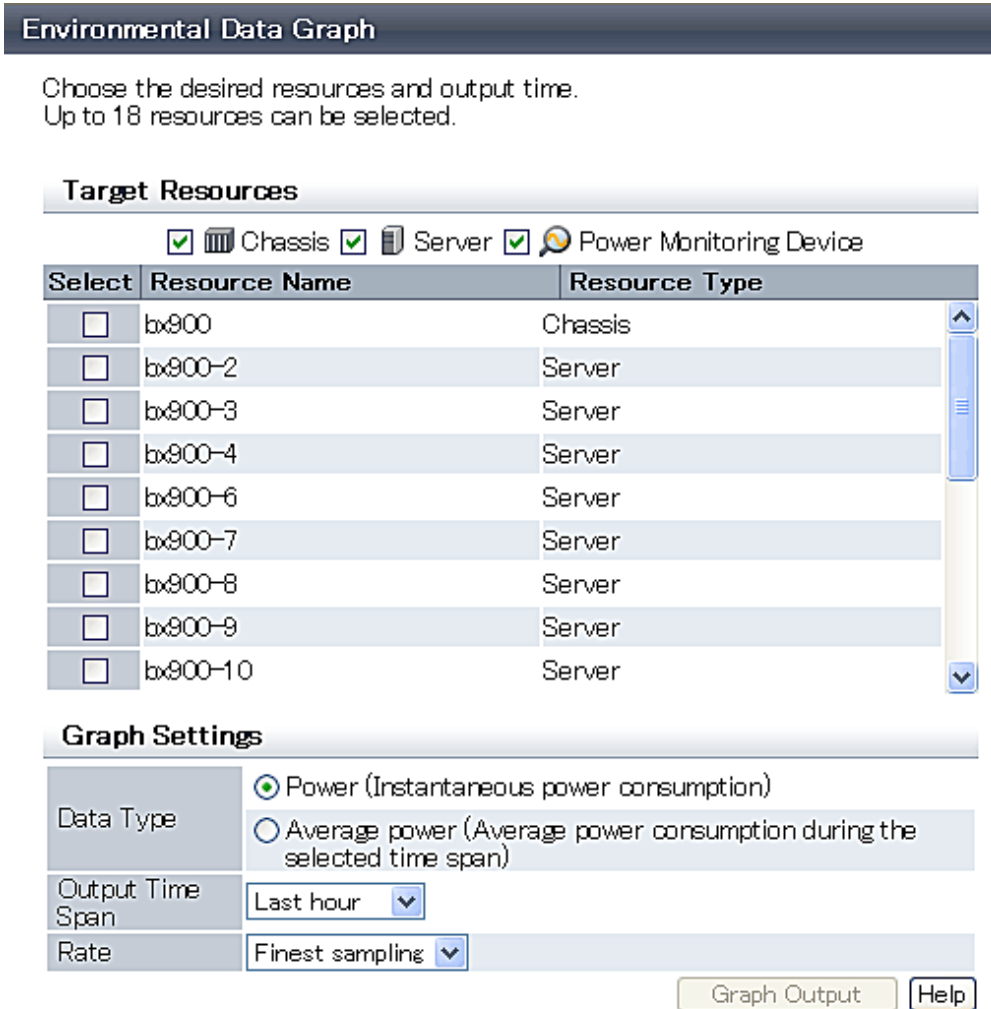 Environmental Data Graph
Choose the desired resources and output time.
Up to 18 resources can be selected.
Target Resources
Chassis Server Power Monitoring Device
Select Resource Name Resource Type
bx900 Chassis
bx900-2 Server
bx900-3 Server
bx900-4 Server
bx900-6 Server
bx900-7 Server
bx900-8 Server
bx900-9 Server
bx900-10 Server
Graph Settings
Data Type
Power (Instantaneous power consumption)
Average power (Average power consumption during the
selected time span)
Output Time
Span
Last hour
Rate Finest sampling
Graph Output Help